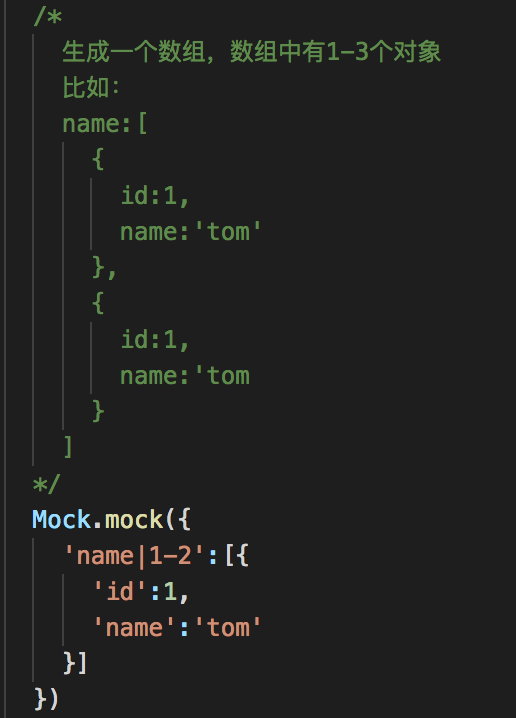 /*
生成一个数组，数组中有1-3个对象
比如：
name:[
{
id:1,
name:'tom'
},
{
id:1,
name:'tom
}
]
*/
Mock.mock({
'name|1-2':[{
'id':1,
'name':'tom'
}]
})